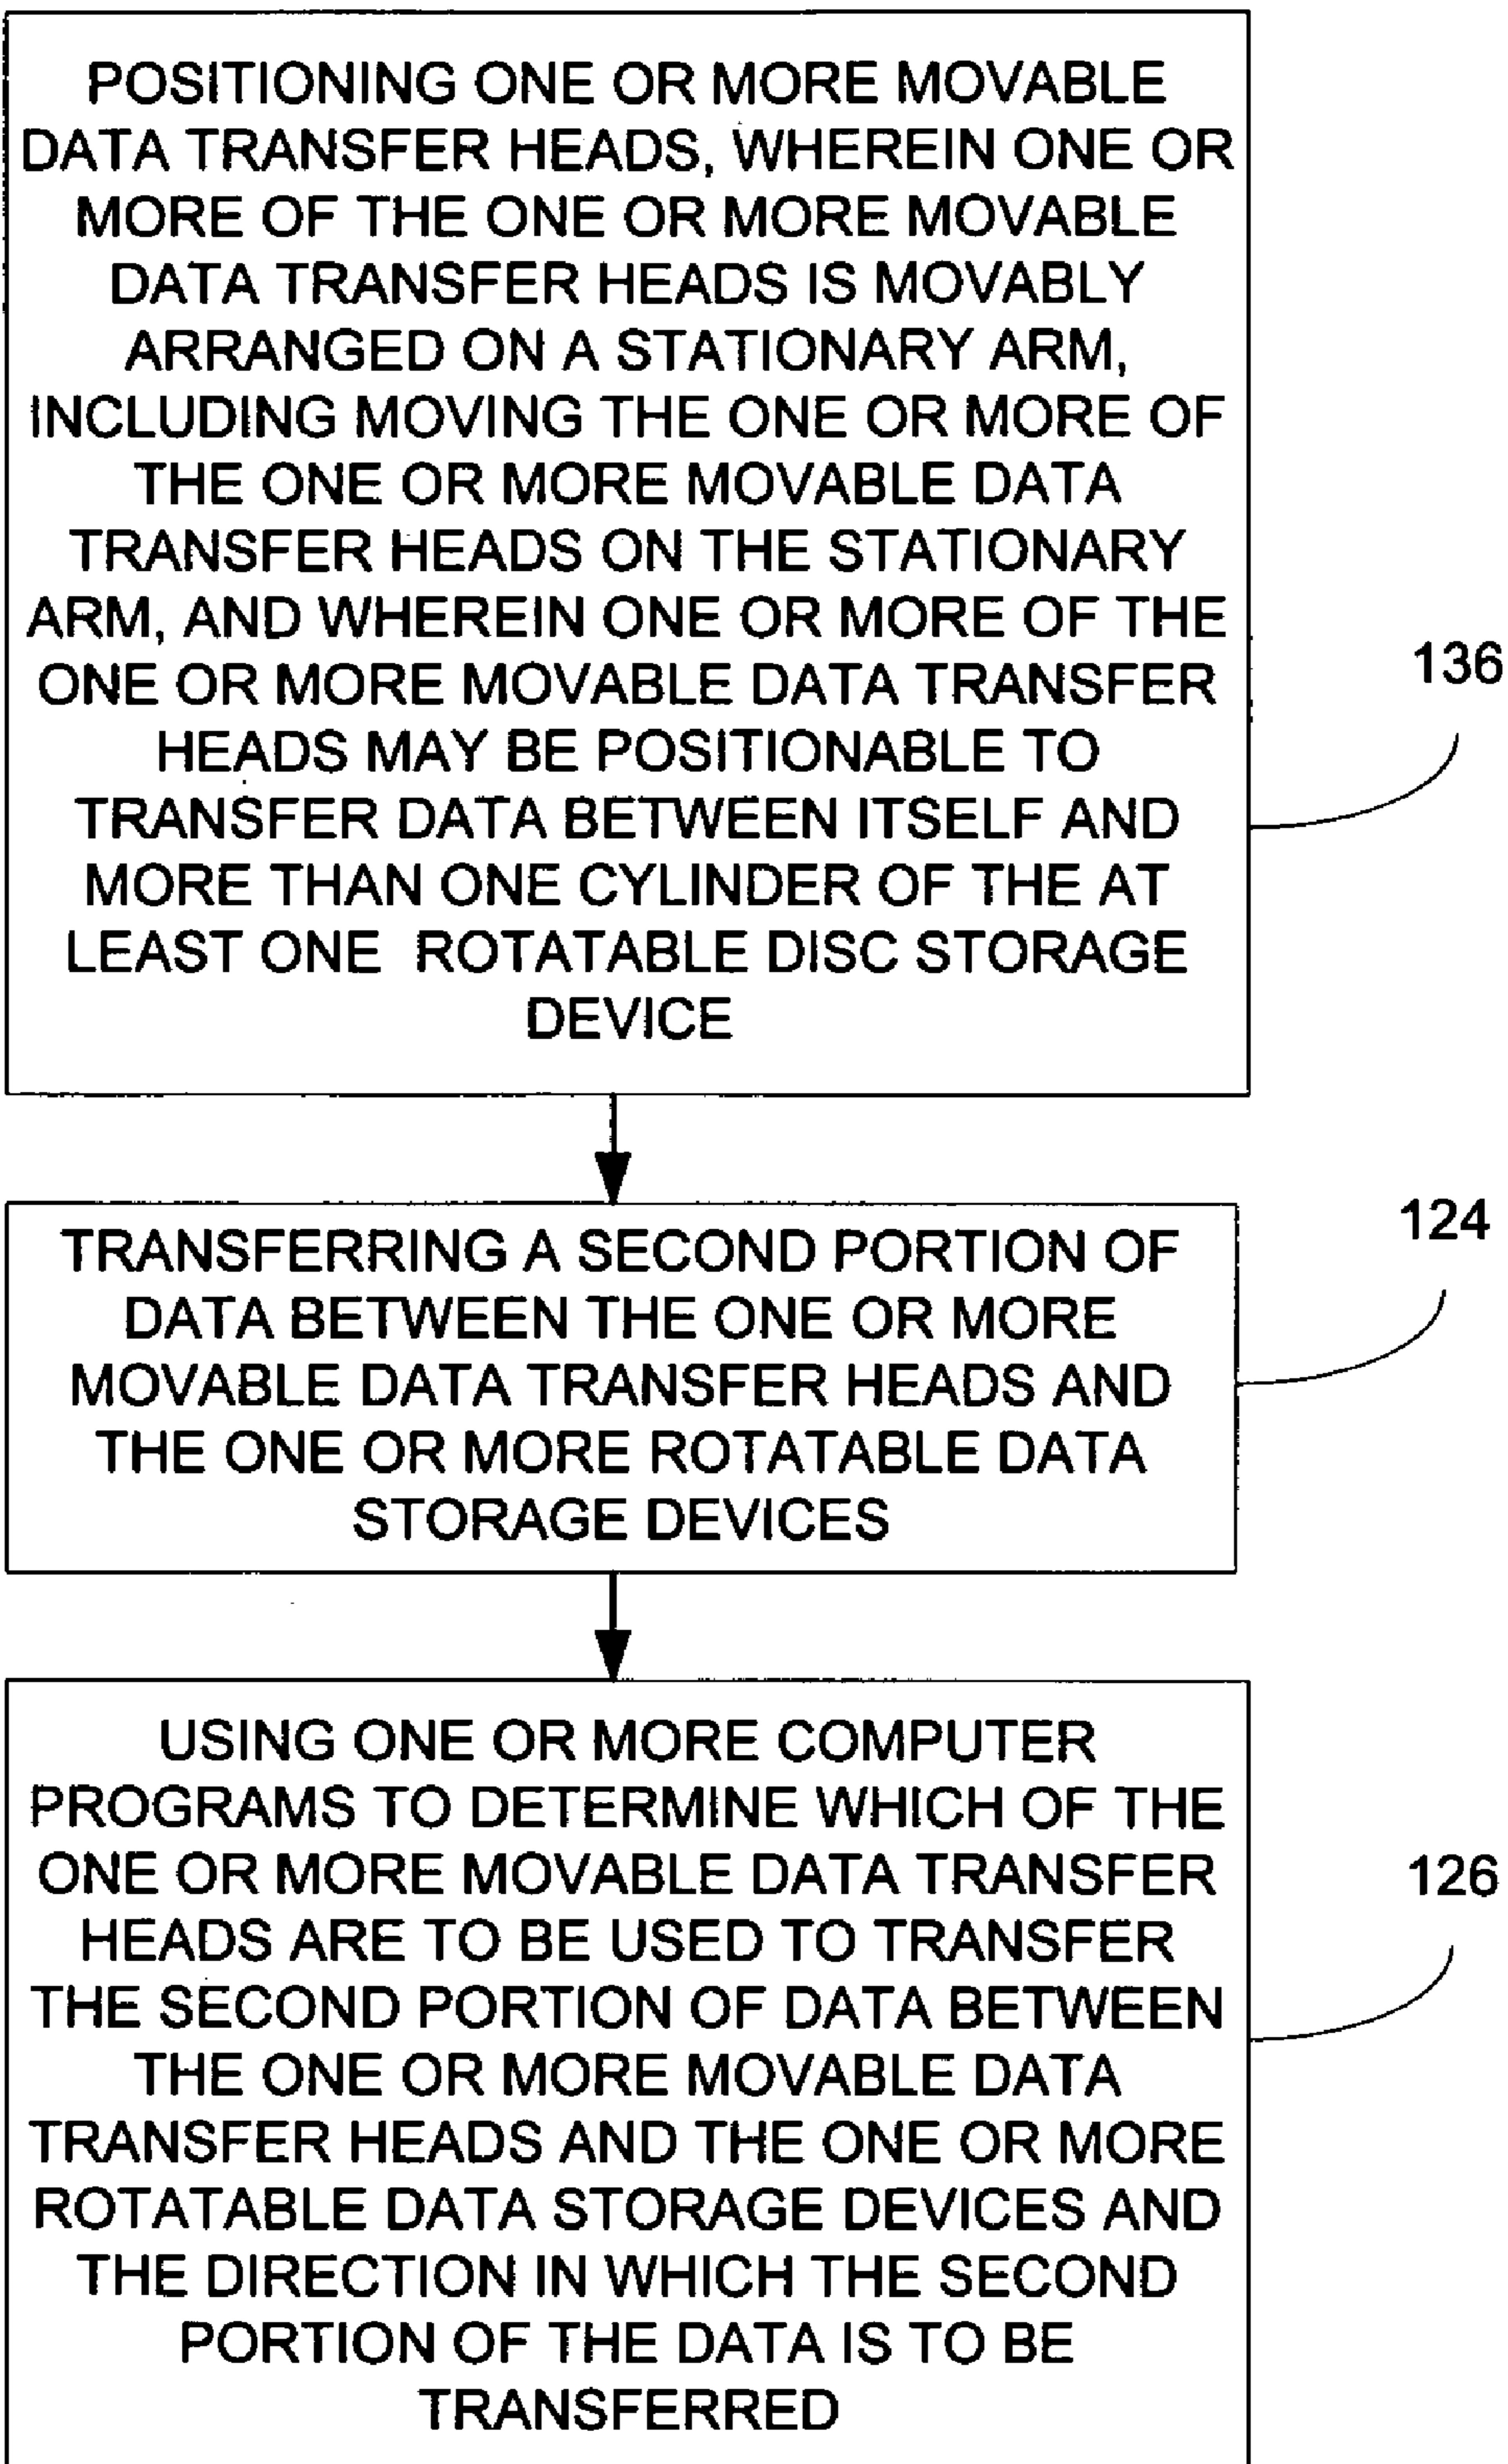 POSITIONING ONE OR MORE MOVABLE
DATA TRANSFER HEADS, WHEREIN ONE OR
MORE OF THE ONE OR MORE MOVABLE
DATA TRANSFER HEADS IS MOVABLY
ARRANGED ON A STATIONARY ARM,
INCLUDING MOVING THE ONE OR MORE OF
THE ONE OR MORE MOVABLE DATA
TRANSFER HEADS ON THE STATIONARY
ARM, AND WHEREIN ONE OR MORE OF THE
ONE OR MORE MOVABLE DATA TRANSFER
HEADS MAY BE POSITIONABLE TO
TRANSFER DATA BETWEEN ITSELF AND
MORE THAN ONE CYLINDER OF THE AT
LEAST ONE ROTATABLE DISC STORAGE
DEVICE
136
TRANSFERRING A SECOND PORTION OF
DATA BETWEEN THE ONE OR MORE
MOVABLE DATA TRANSFER HEADS AND
THE ONE OR MORE ROTATABLE DATA
STORAGE DEVICES
124
USING ONE OR MORE COMPUTER
PROGRAMS TO DETERMINE WHICH OF THE
ONE OR MORE MOVABLE DATA TRANSFER
HEADS ARE TO BE USED TO TRANSFER
THE SECOND PORTION OF DATA BETWEEN
THE ONE OR MORE MOVABLE DATA
TRANSFER HEADS AND THE ONE OR MORE
ROTATABLE DATA STORAGE DEVICES AND
THE DIRECTION IN WHICH THE SECOND
PORTION OF THE DATA IS TO BE
TRANSFERRED
126